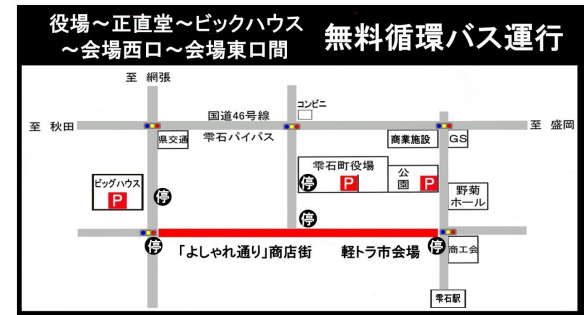 役場～正直堂～ビックハウス
～会場西口～会場東口間
無料循環バス運行
至 網張
コンビニ
国道46号線
至 秋田
至 盛岡
県交通
雫石バイパス
商業施設
GS
ビッグハウス
P
停
雫石町役場
停
P
公園
P
野菊
ホール
停
停
「よしゃれ通り」商店街
軽トラ市会場
停
商工会
雫石駅